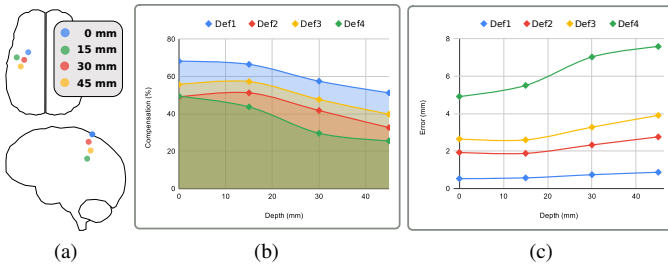 0 mm
15 mm
30 mm
45 mm
(a)
Def1 Def2 Def3 Def4
Compensation (%)
80
60
40
20
0
0 10 20 30 40
Depth (mm)
(b)
Def1 Def2 Def3 Def4
Error (mm)
8
6
4
2
0
0 10 20 30 40
Depth (mm)
(c)